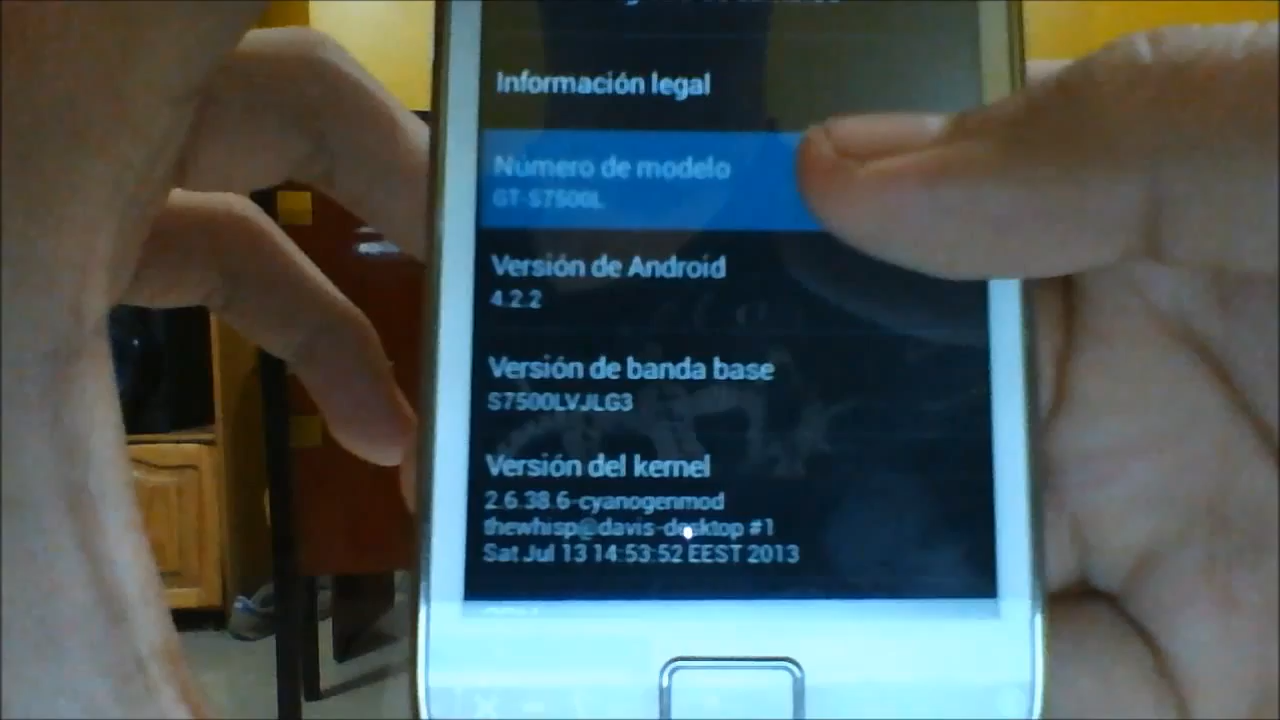 Información legal
Número de modelo
GT-S7500L
Versión de Android
4.2.2
Versión de banda base
S7500LVJLG3
Versión del kernel
2.6.38.6-cyanogenmod
thewhisp@davis-desktop #1
Sat Jul 13 14:53:52 EEST 2013